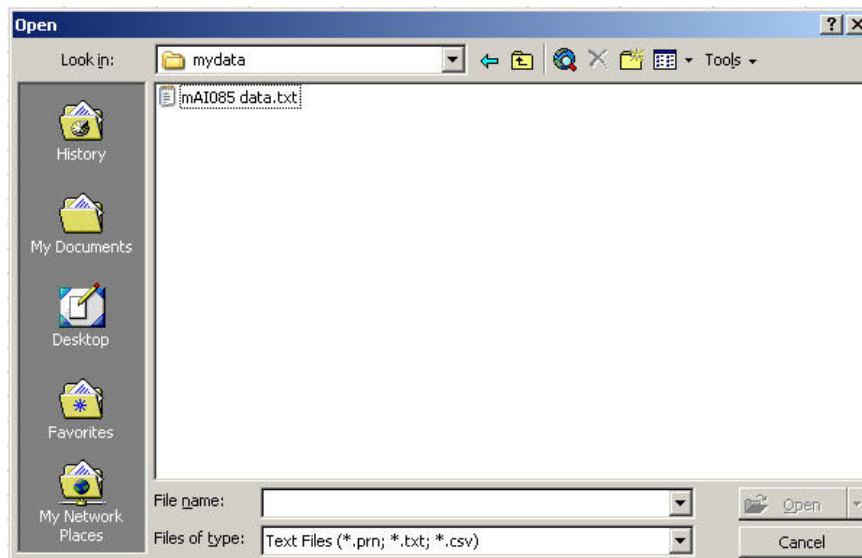 Open
Look in:
mydata
Tools
mAI085 data.txt
History
My Documents
Desktop
Favorites
My Network
Places
File name:
Open
Files of type:
Text Files (*.prn; *.txt; *.csv)
Cancel